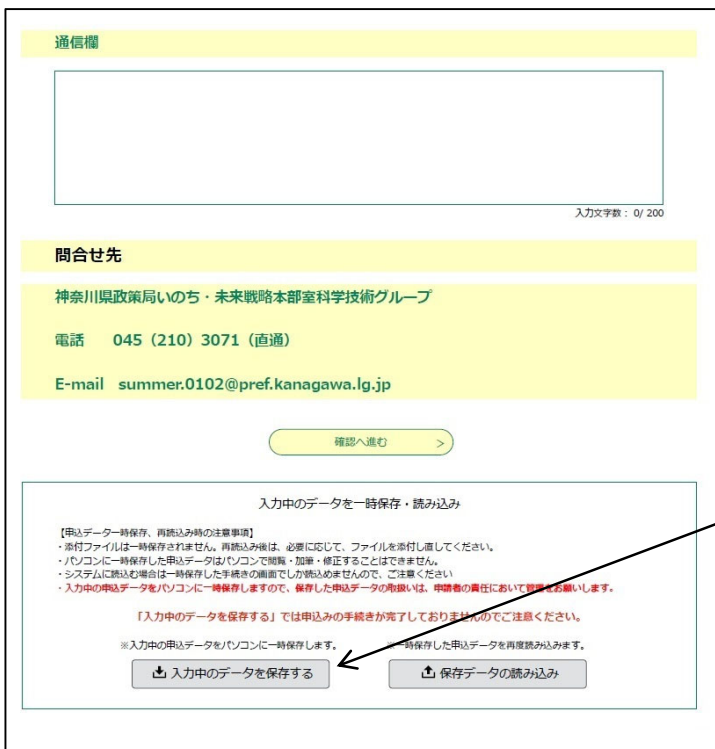 通信欄
入力文字数： 0/ 200
問合せ先
神奈川県政策局いのち・未来戦略本部室科学技術グループ
電話　　045（210）3071（直通）
E-mail　summer.0102@pref.kanagawa.lg.jp
確認へ進む　＞
入力中のデータを一時保存・読み込み
【申込データ一時保存、再読込み時の注意事項】
・添付ファイルは一時保存されません。再読込み後は、必要に応じて、ファイルを添付し直してください。
・パソコンに一時保存した申込データはパソコンで閲覧・加筆・修正することはできません。
・システムに読込む場合は一時保存した手続きの画面でしか読込めませんので、ご注意ください
・入力中の申込データをパソコンに一時保存しますので、保存した申込データの取扱いは、申請者の責任において管理をお願いします。
「入力中のデータを保存する」では申込みの手続きが完了しておりませんのでご注意ください。
※入力中の申込データをパソコンに一時保存します。　※一時保存した申込データを再度読み込みます。
入力中のデータを保存する　保存データの読み込み